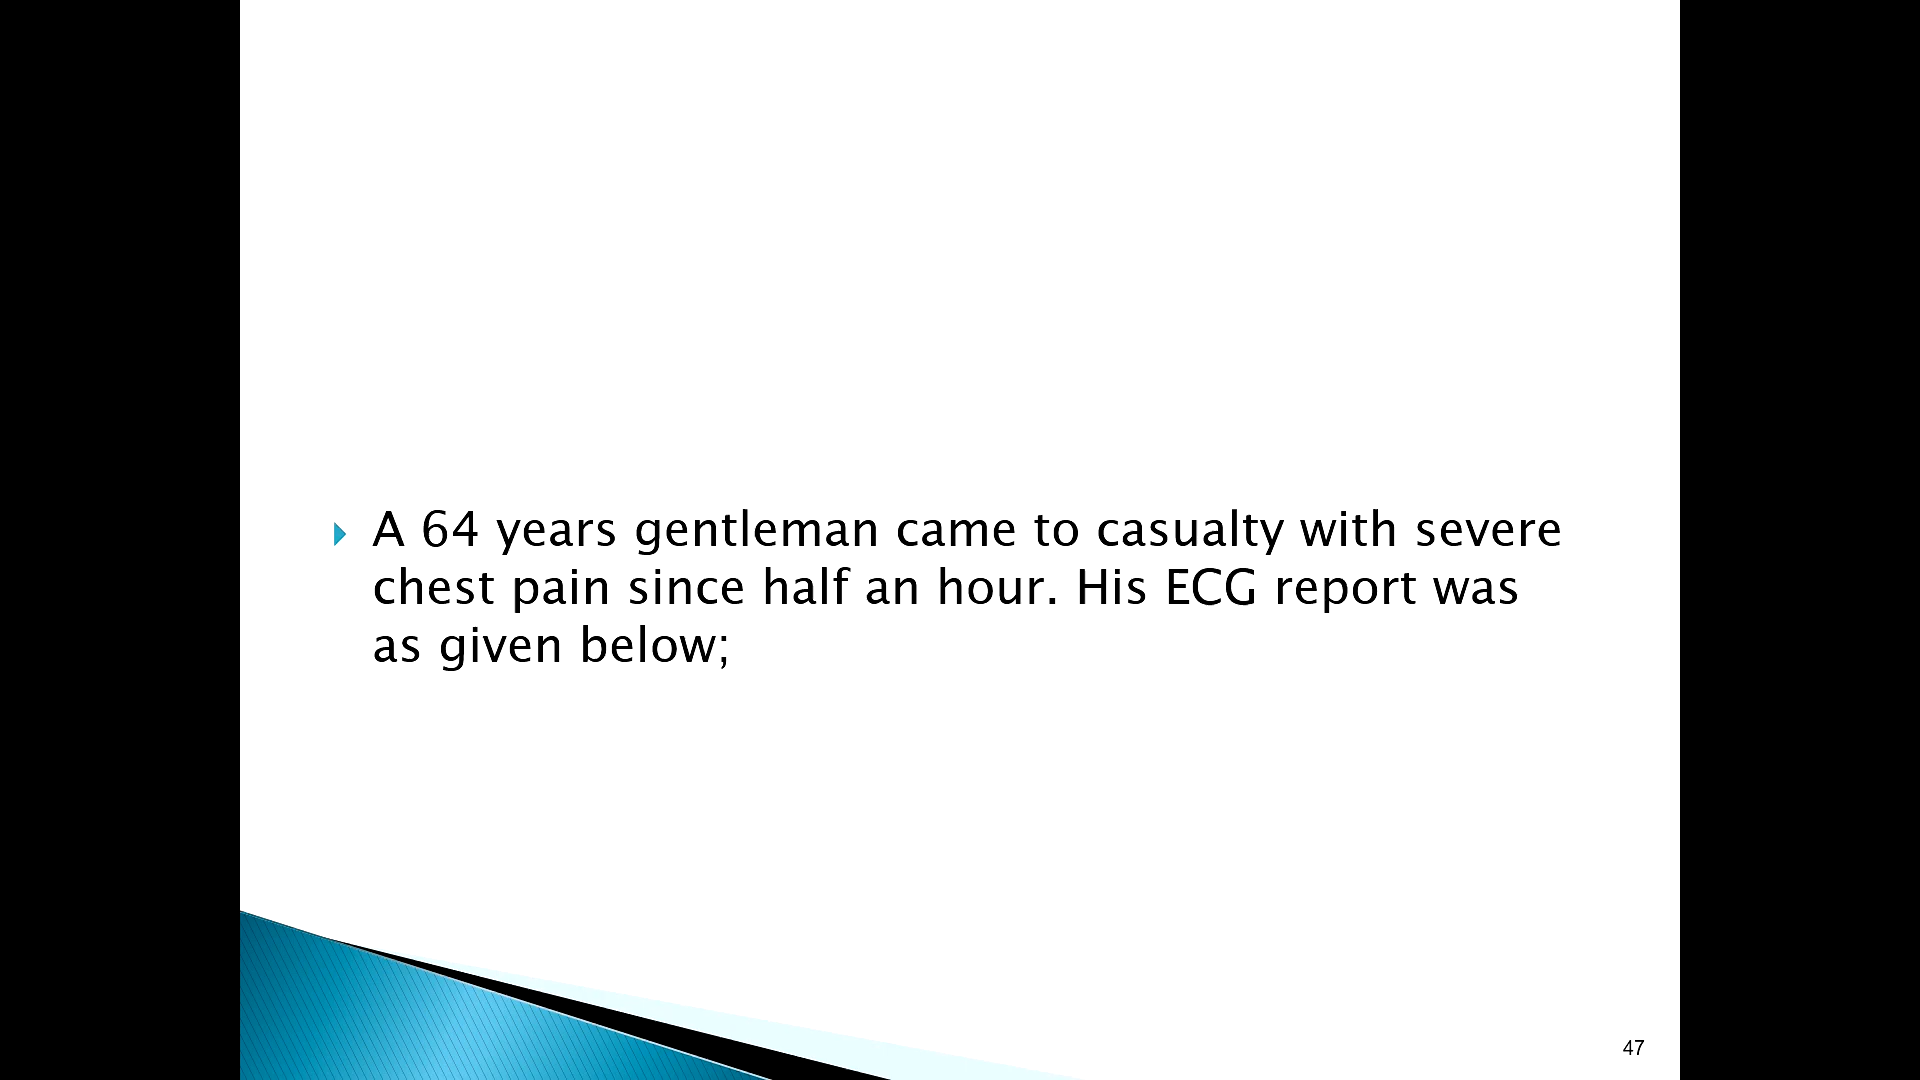 A 64 years gentleman came to casualty with severe
chest pain since half an hour. His ECG report was
as given below;
47